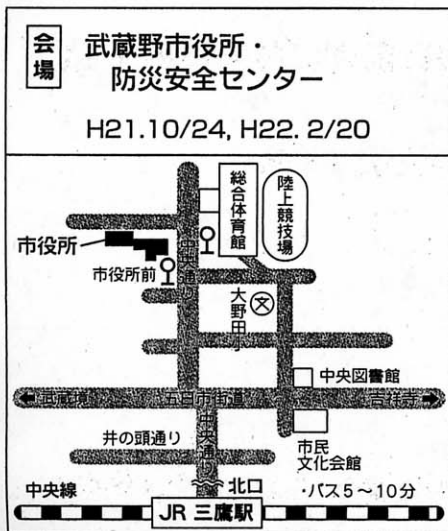 会場
武蔵野市役所・
防災安全センター
H21.10/24, H22. 2/20
総合体育館
陸上競技場
市役所
中央通り
市役所前
大野田小
文
中央図書館
武蔵境
五日市街道
吉祥寺
井の頭通り
中央通り
市民
文化会館
北口
中央線
・バス5～10分
JR 三鷹駅